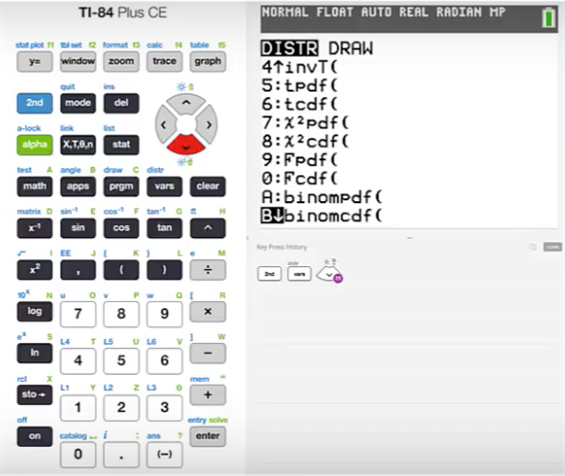 TI-84 Plus CE
stat plot f1 tbl set f2 format f3 calc f4 table f5
y= window zoom trace graph
quit ins
2nd mode del
a-lock link list
alpha X,T,θ,n stat
test A angle B draw C distr
math apps prgm vars clear
matrix D sin⁻¹ E cos⁻¹ F tan⁻¹ G π H
x⁻¹ sin cos tan ^
√ I EE J { K } L e M
x² , ( ) ÷
10ˣ N u O v P w Q [ R
log 7 8 9 ×
eˣ S L4 T L5 U L6 V ] W
ln 4 5 6 −
rcl X L1 Y L2 Z L3 θ mem "
sto→ 1 2 3 +
off catalog ⎵ i : ans ? entry solve
on 0 . (−) enter
NORMAL FLOAT AUTO REAL RADIAN MP
DISTR DRAW
4↑invT(
5:tpdf(
6:tcdf(
7:χ²pdf(
8:χ²cdf(
9:Fpdf(
0:Fcdf(
A:binompdf(
B↓binomcdf(
Key Press History
2nd vars